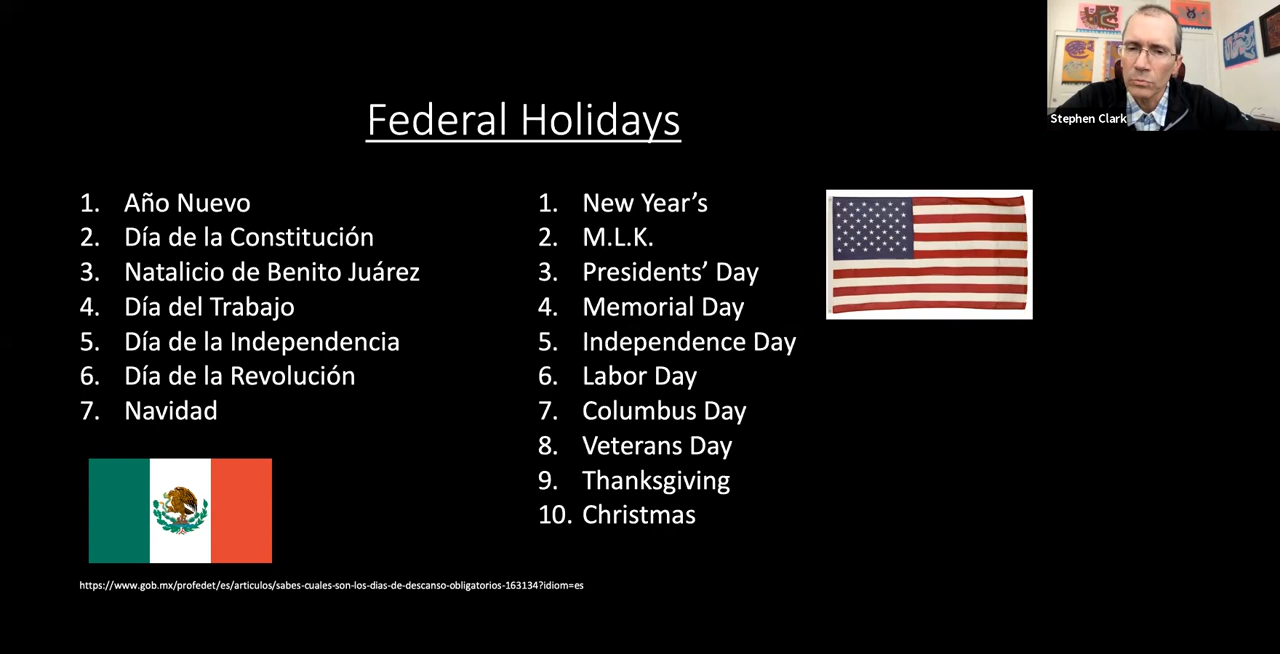 Federal Holidays
1. Año Nuevo
2. Día de la Constitución
3. Natalicio de Benito Juárez
4. Día del Trabajo
5. Día de la Independencia
6. Día de la Revolución
7. Navidad
1. New Year’s
2. M.L.K.
3. Presidents’ Day
4. Memorial Day
5. Independence Day
6. Labor Day
7. Columbus Day
8. Veterans Day
9. Thanksgiving
10. Christmas
https://www.gob.mx/profedet/es/articulos/sabes-cuales-son-los-dias-de-descanso-obligatorios-163134?idiom=es
Stephen Clark